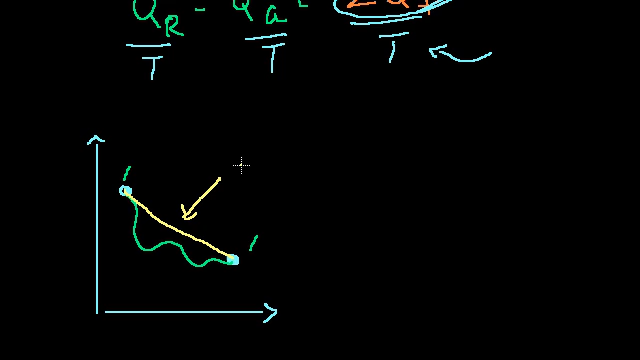 Q_R - Q_a =
T T T